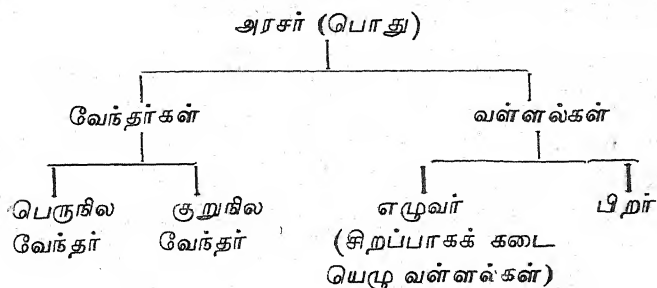 அரசர் (பொது)
வேந்தர்கள் வள்ளல்கள்
பெருநில குறுநில எழுவர் பிறர்
வேந்தர் வேந்தர் (சிறப்பாகக் கடை
யெழு வள்ளல்கள்)